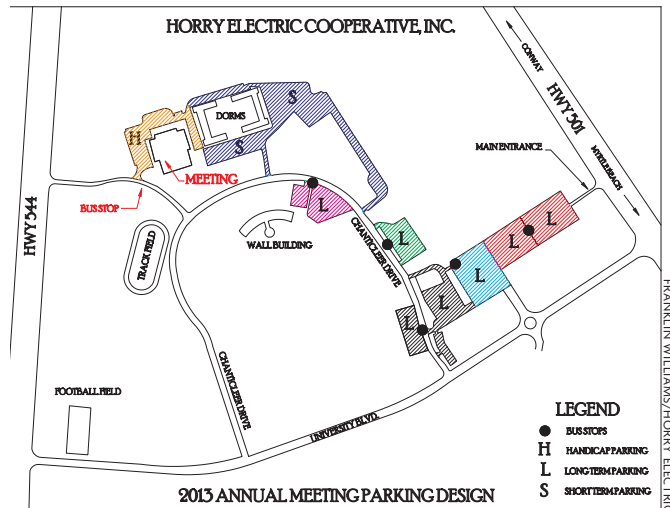 HORRY ELECTRIC COOPERATIVE, INC.
CONWAY
HWY 501
MYRTLE BEACH
S
DORMS
H
S
MAIN ENTRANCE
MEETING
BUS STOP
L
L
L
HWY 544
WALL BUILDING
CHANTICLEER DRIVE
L
L
TRACK FIELD
L
L
L
CHANTICLEER DRIVE
FOOTBALL FIELD
UNIVERSITY BLVD.
LEGEND
BUS STOPS
H HANDICAP PARKING
L LONG TERM PARKING
S SHORT TERM PARKING
2013 ANNUAL MEETING PARKING DESIGN
FRANKLIN WILLIAMS/HORRY ELECTRIC